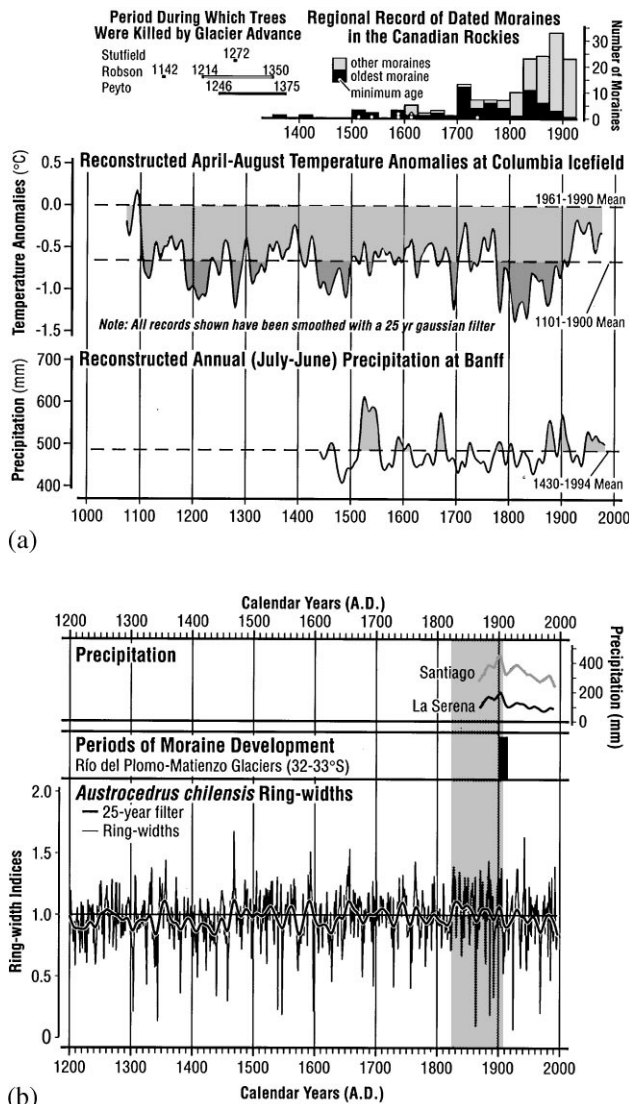 Period During Which Trees
Were Killed by Glacier Advance
Stutfield 1272
Robson 1142 1214 1350
Peyto 1246 1375
Regional Record of Dated Moraines
in the Canadian Rockies
other moraines
oldest moraine
minimum age
30
20
10
0
Number of Moraines
1400 1500 1600 1700 1800 1900
Reconstructed April-August Temperature Anomalies at Columbia Icefield
Temperature Anomalies (°C)
0.5
0.0
-0.5
-1.0
-1.5
1961-1990 Mean
1101-1900 Mean
Note: All records shown have been smoothed with a 25 yr gaussian filter
Reconstructed Annual (July-June) Precipitation at Banff
Precipitation (mm)
700
600
500
400
1430-1994 Mean
1000 1100 1200 1300 1400 1500 1600 1700 1800 1900 2000
(a)
Calendar Years (A.D.)
1200 1300 1400 1500 1600 1700 1800 1900 2000
Precipitation
Santiago
La Serena
400
200
0
Precipitation (mm)
Periods of Moraine Development
Río del Plomo-Matienzo Glaciers (32-33°S)
Austrocedrus chilensis Ring-widths
25-year filter
Ring-widths
Ring-width Indices
2.0
1.5
1.0
0.5
0
1200 1300 1400 1500 1600 1700 1800 1900 2000
Calendar Years (A.D.)
(b)